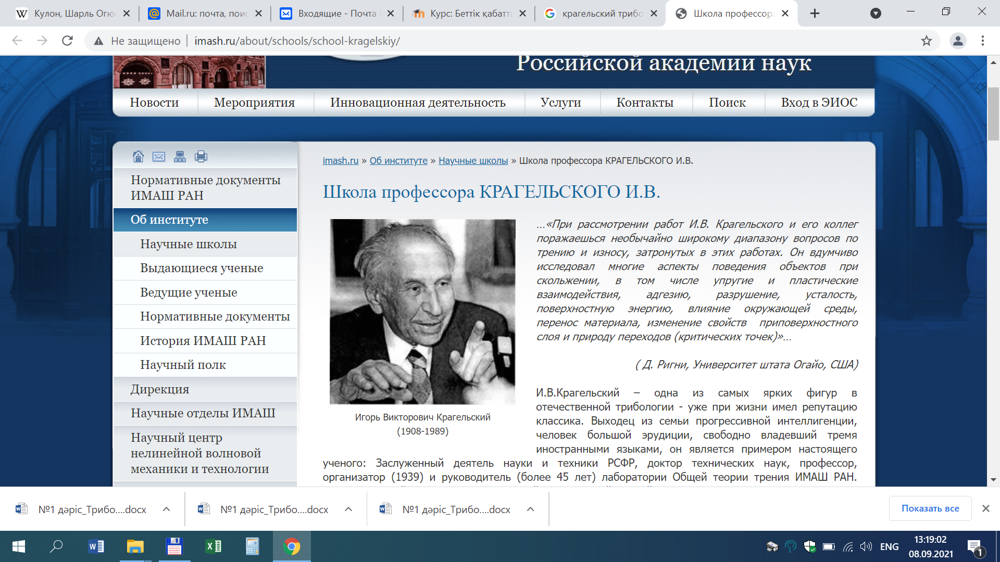 Кулон, Шарль Огюс
Mail.ru: почта, поис
Входящие - Почта
Курс: Беттік қабатты
крагельский трибо
Школа профессора
Не защищено
imash.ru/about/schools/school-kragelskiy/
Российской академии наук
Новости
Мероприятия
Инновационная деятельность
Услуги
Контакты
Поиск
Вход в ЭИОС
Нормативные документы
ИМАШ РАН
Об институте
Научные школы
Выдающиеся ученые
Ведущие ученые
Нормативные документы
История ИМАШ РАН
Научный полк
Дирекция
Научные отделы ИМАШ
Научный центр
нелинейной волновой
механики и технологии
imash.ru » Об институте » Научные школы » Школа профессора КРАГЕЛЬСКОГО И.В.
Школа профессора КРАГЕЛЬСКОГО И.В.
Игорь Викторович Крагельский
(1908-1989)
...«При рассмотрении работ И.В. Крагельского и его коллег
поражаешься необычайно широкому диапазону вопросов по
трению и износу, затронутых в этих работах. Он вдумчиво
исследовал многие аспекты поведения объектов при
скольжении, в том числе упругие и пластические
взаимодействия, адгезию, разрушение, усталость,
поверхностную энергию, влияние окружающей среды,
перенос материала, изменение свойств приповерхностного
слоя и природу переходов (критических точек)»...
( Д. Ригни, Университет штата Огайо, США)
И.В.Крагельский – одна из самых ярких фигур в
отечественной трибологии - уже при жизни имел репутацию
классика. Выходец из семьи прогрессивной интеллигенции,
человек большой эрудиции, свободно владевший тремя
иностранными языками, он является примером настоящего
ученого: Заслуженный деятель науки и техники РСФР, доктор технических наук, профессор,
организатор (1939) и руководитель (более 45 лет) лаборатории Общей теории трения ИМАШ РАН.
№1 дәріс_Трибо....docx
№1 дәріс_Трибо....docx
№1 дәріс_Трибо....docx
Показать все
ENG
13:19:02
08.09.2021
1